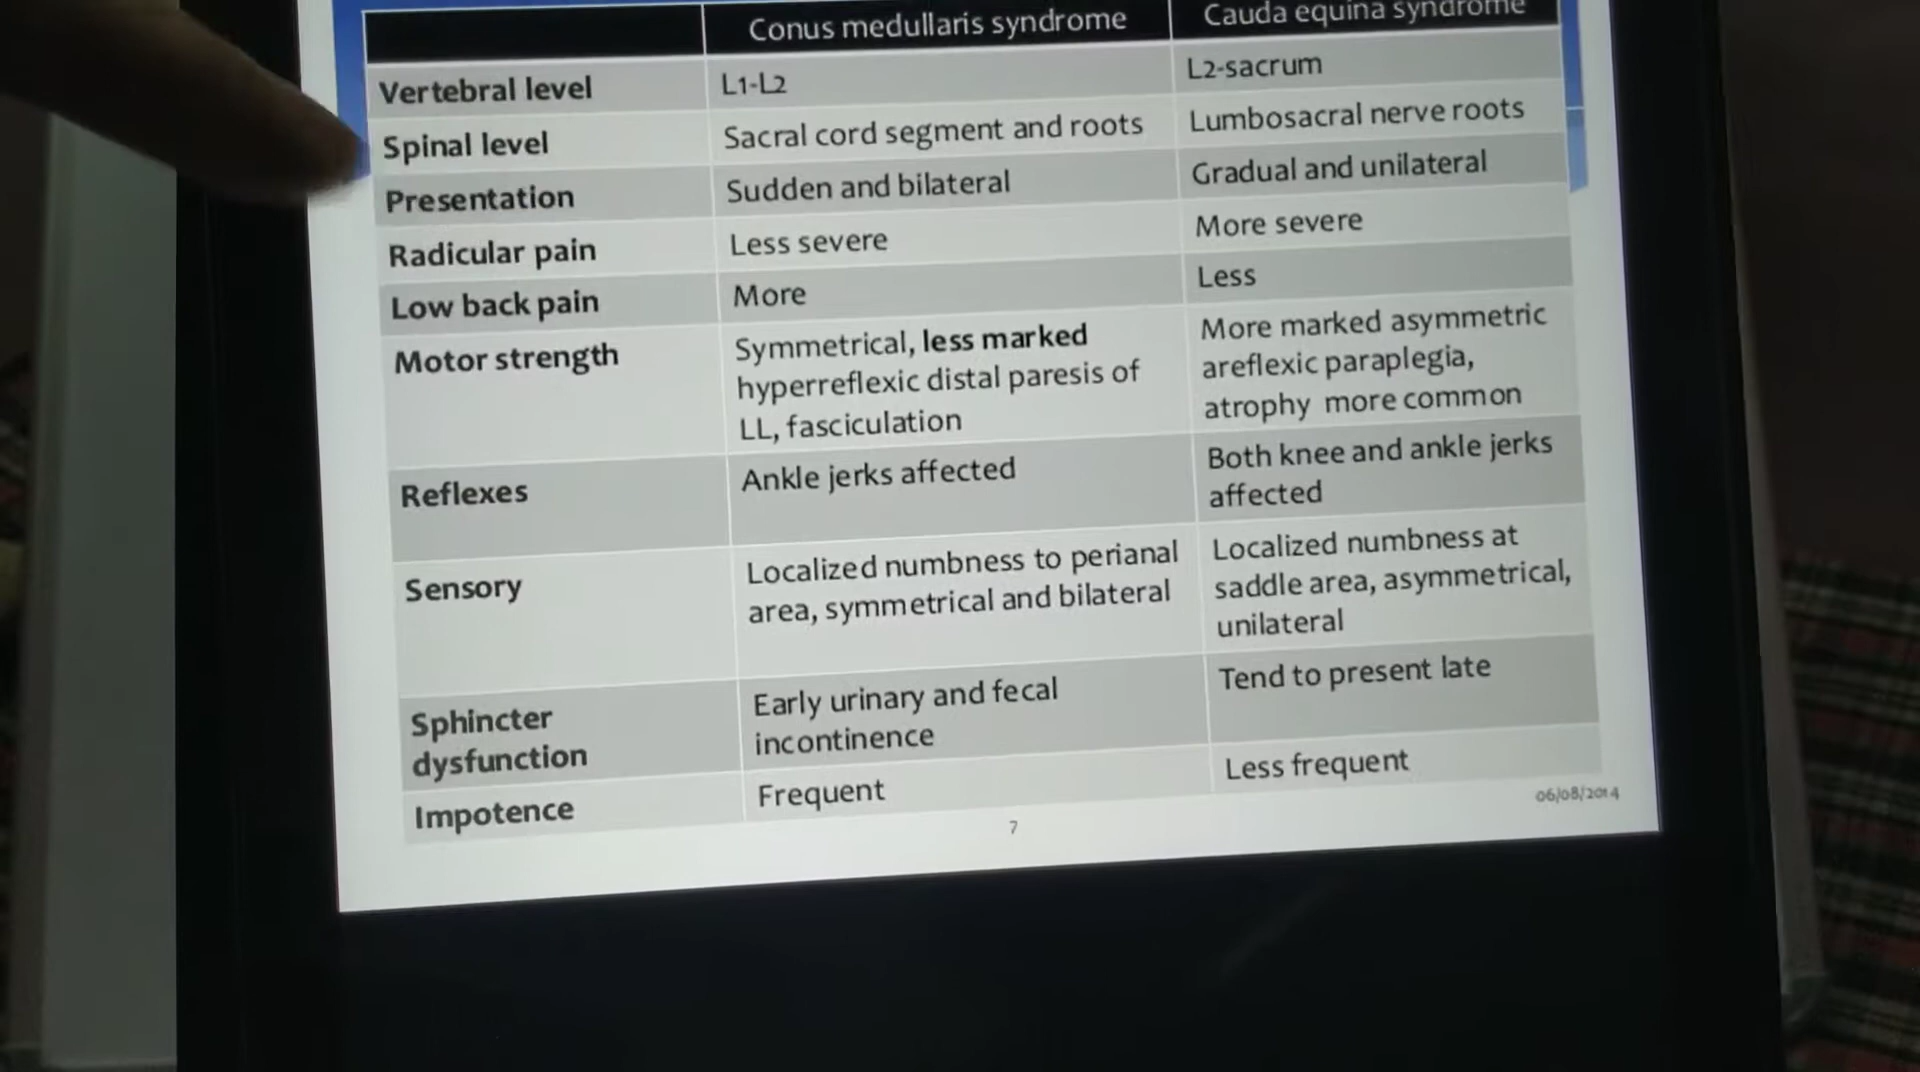 Conus medullaris syndrome
Cauda equina syndrome
Vertebral level
L1-L2
L2-sacrum
Spinal level
Sacral cord segment and roots
Lumbosacral nerve roots
Presentation
Sudden and bilateral
Gradual and unilateral
Radicular pain
Less severe
More severe
Low back pain
More
Less
Motor strength
Symmetrical, less marked
hyperreflexic distal paresis of
LL, fasciculation
More marked asymmetric
areflexic paraplegia,
atrophy more common
Reflexes
Ankle jerks affected
Both knee and ankle jerks
affected
Sensory
Localized numbness to perianal
area, symmetrical and bilateral
Localized numbness at
saddle area, asymmetrical,
unilateral
Sphincter
dysfunction
Early urinary and fecal
incontinence
Tend to present late
Impotence
Frequent
Less frequent
7
06/08/2014